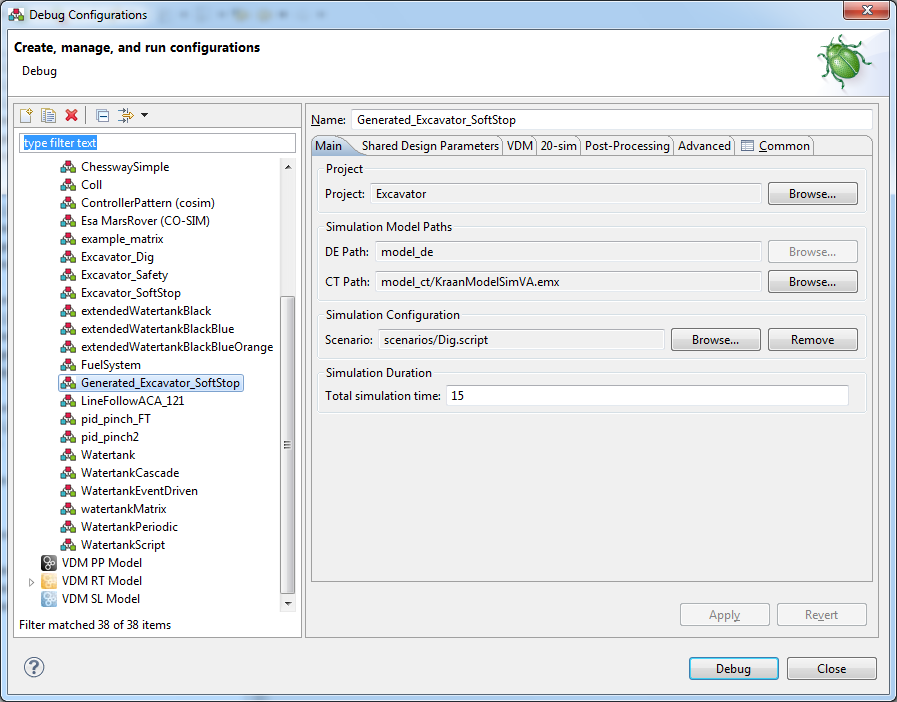 Debug Configurations
Create, manage, and run configurations
Debug
type filter text
ChesswaySimple
Coll
ControllerPattern (cosim)
Esa MarsRover (CO-SIM)
example_matrix
Excavator_Dig
Excavator_Safety
Excavator_SoftStop
extendedWatertankBlack
extendedWatertankBlackBlue
extendedWatertankBlackBlueOrange
FuelSystem
Generated_Excavator_SoftStop
LineFollowACA_121
pid_pinch_FT
pid_pinch2
Watertank
WatertankCascade
WatertankEventDriven
watertankMatrix
WatertankPeriodic
WatertankScript
VDM PP Model
VDM RT Model
VDM SL Model
Filter matched 38 of 38 items
Name: Generated_Excavator_SoftStop
Main Shared Design Parameters VDM 20-sim Post-Processing Advanced Common
Project
Project: Excavator Browse...
Simulation Model Paths
DE Path: model_de Browse...
CT Path: model_ct/KraanModelSimVA.emx Browse...
Simulation Configuration
Scenario: scenarios/Dig.script Browse... Remove
Simulation Duration
Total simulation time: 15
Apply Revert
? Debug Close